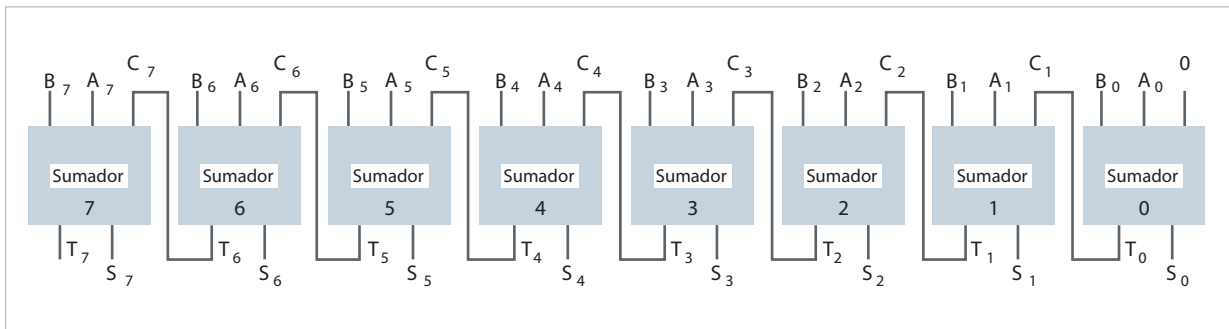 C7 C6 C5 C4 C3 C2 C1 0
B7 A7 B6 A6 B5 A5 B4 A4 B3 A3 B2 A2 B1 A1 B0 A0
Sumador Sumador Sumador Sumador Sumador Sumador Sumador Sumador
7 6 5 4 3 2 1 0
T7 T6 T5 T4 T3 T2 T1 T0
S7 S6 S5 S4 S3 S2 S1 S0